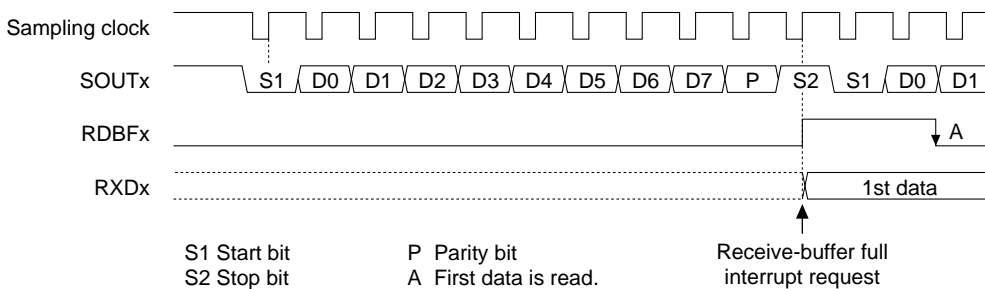 Sampling clock
SOUTx S1 D0 D1 D2 D3 D4 D5 D6 D7 P S2 S1 D0 D1
RDBFx A
RXDx 1st data
S1 Start bit P Parity bit Receive-buffer full
S2 Stop bit A First data is read. interrupt request